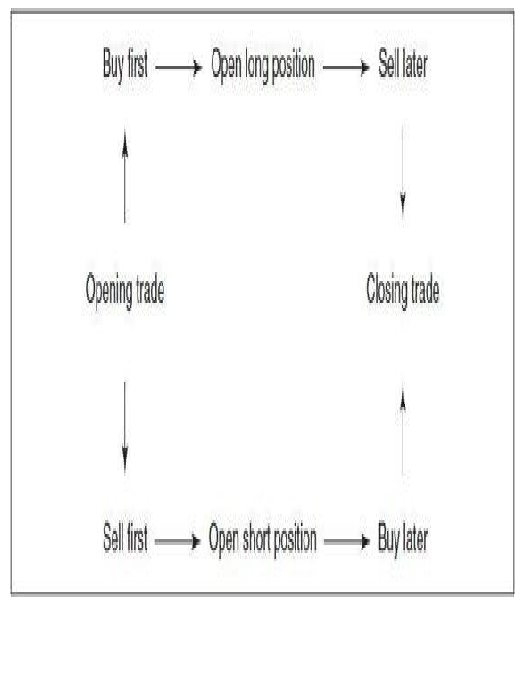 Buy first Open long position Sell later
Opening trade Closing trade
Sell first Open short position Buy later